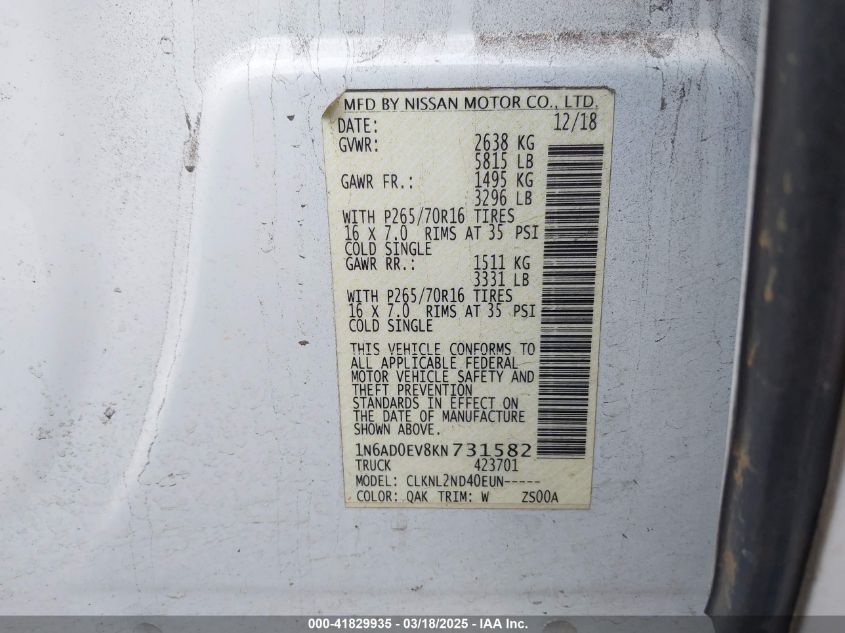 MFD BY NISSAN MOTOR CO., LTD.
DATE: 12/18
GVWR: 2638 KG
5815 LB
GAWR FR.: 1495 KG
3296 LB
WITH P265/70R16 TIRES
16 X 7.0 RIMS AT 35 PSI
COLD SINGLE
GAWR RR.: 1511 KG
3331 LB
WITH P265/70R16 TIRES
16 X 7.0 RIMS AT 35 PSI
COLD SINGLE
THIS VEHICLE CONFORMS TO
ALL APPLICABLE FEDERAL
MOTOR VEHICLE SAFETY AND
THEFT PREVENTION
STANDARDS IN EFFECT ON
THE DATE OF MANUFACTURE
SHOWN ABOVE.
1N6AD0EV8KN731582
TRUCK 423701
MODEL: CLKNL2ND40EUN-----
COLOR: QAK TRIM: W ZS00A
000-41829935 - 03/18/2025 - IAA Inc.